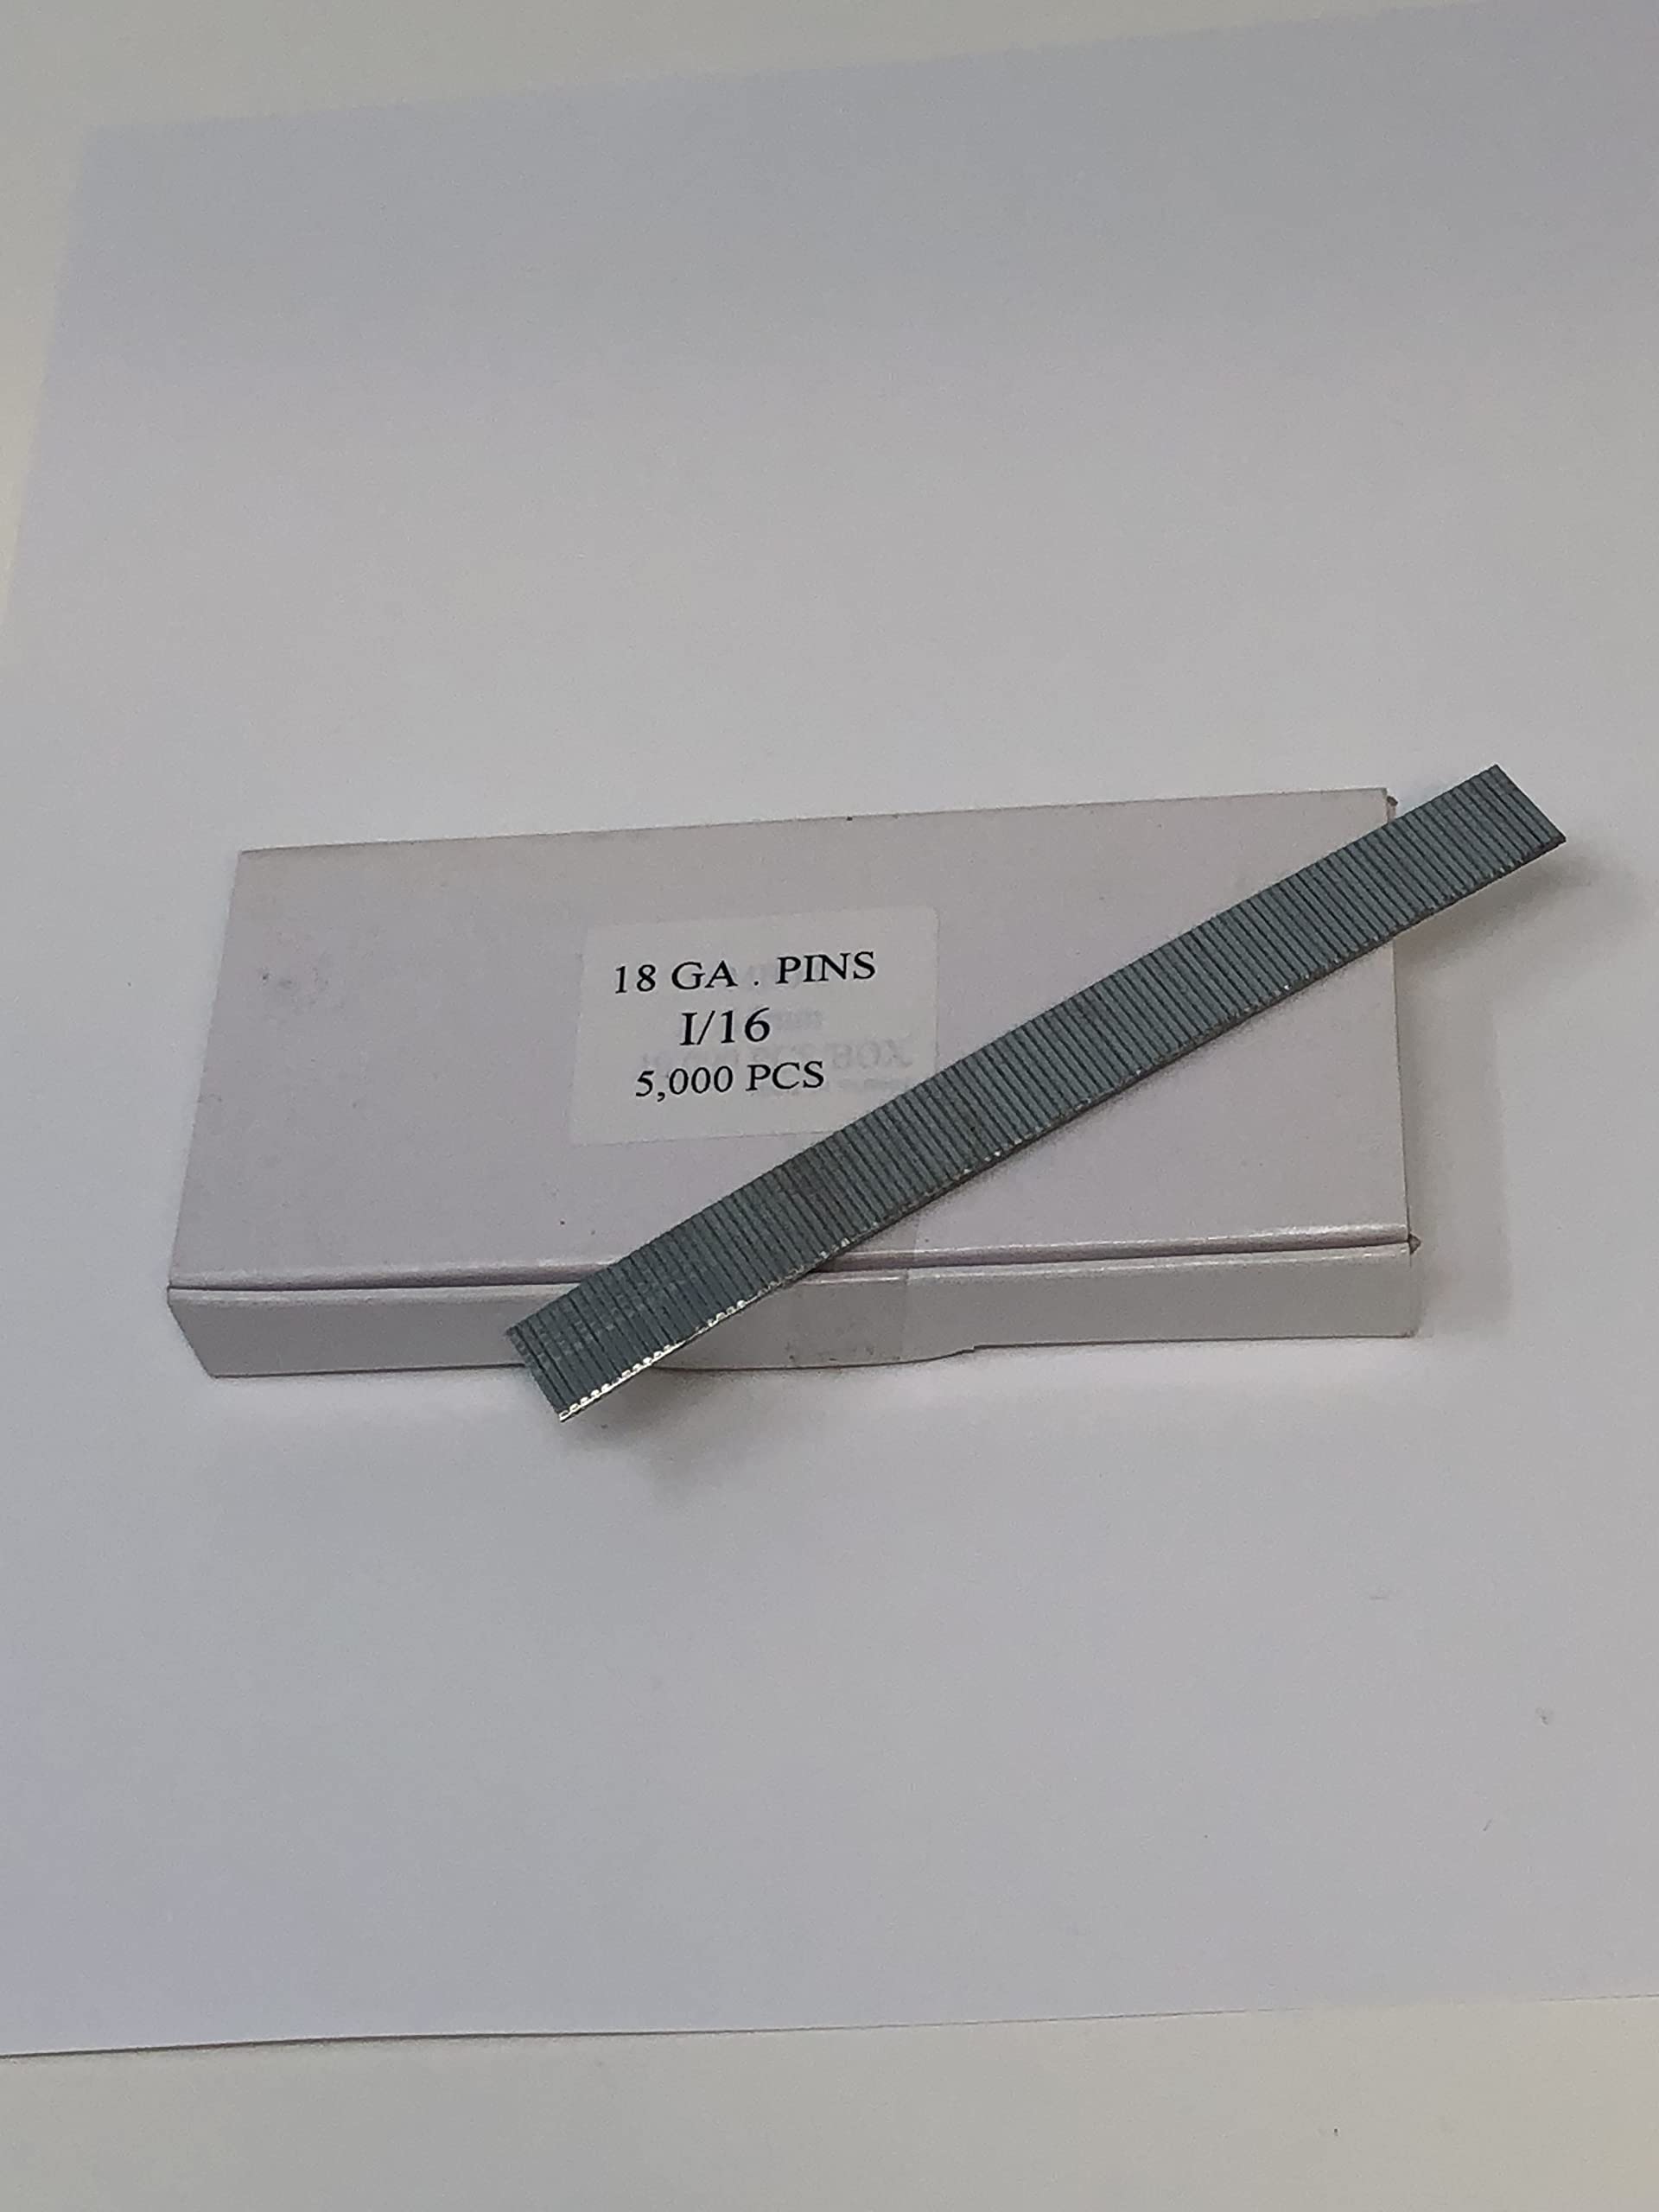 18 GA . PINS
I/16
5,000 PCS